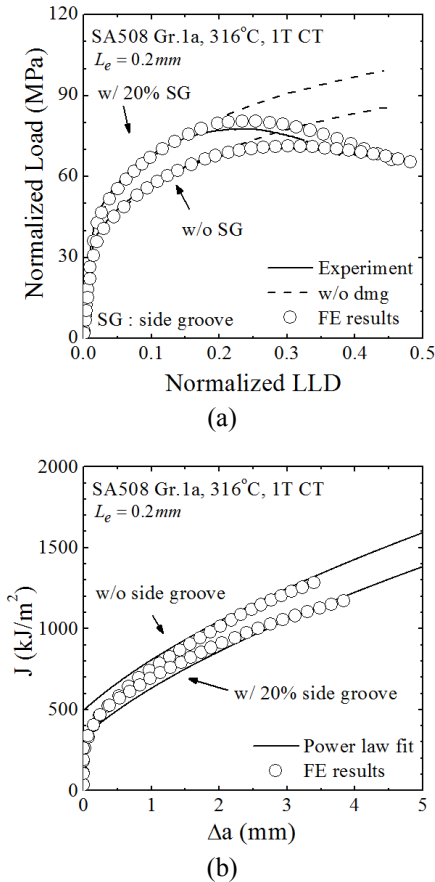 SA508 Gr.1a, 316°C, 1T CT
L_e = 0.2mm
w/ 20% SG
w/o SG
SG : side groove
Experiment
w/o dmg
FE results
Normalized Load (MPa)
120
90
60
30
0
0.0 0.1 0.2 0.3 0.4 0.5
Normalized LLD
(a)
SA508 Gr.1a, 316°C, 1T CT
L_e = 0.2mm
w/o side groove
w/ 20% side groove
Power law fit
FE results
J (kJ/m²)
2000
1500
1000
500
0
0 1 2 3 4 5
Δa (mm)
(b)